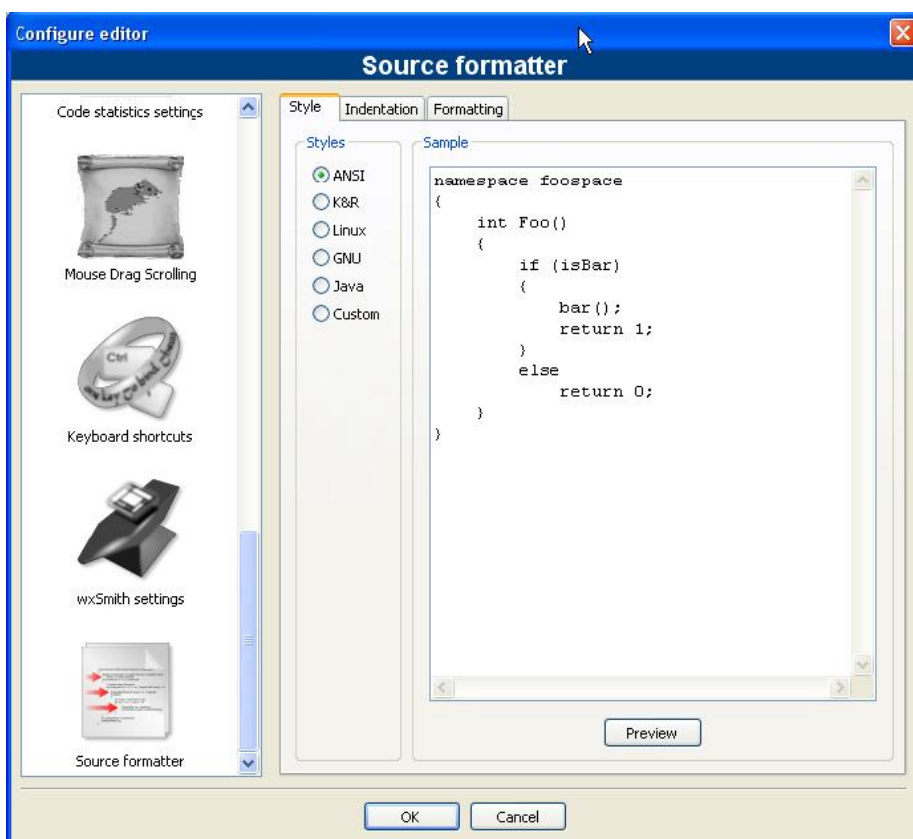 Configure editor
Source formatter
Code statistics settings
Mouse Drag Scrolling
Ctrl
Keyboard shortcuts
wxSmith settings
Source formatter
Style
Indentation
Formatting
Styles
ANSI
K&R
Linux
GNU
Java
Custom
Sample
namespace foospace
{
    int Foo()
    {
        if (isBar)
        {
            bar();
            return 1;
        }
        else
            return 0;
    }
}
Preview
OK
Cancel